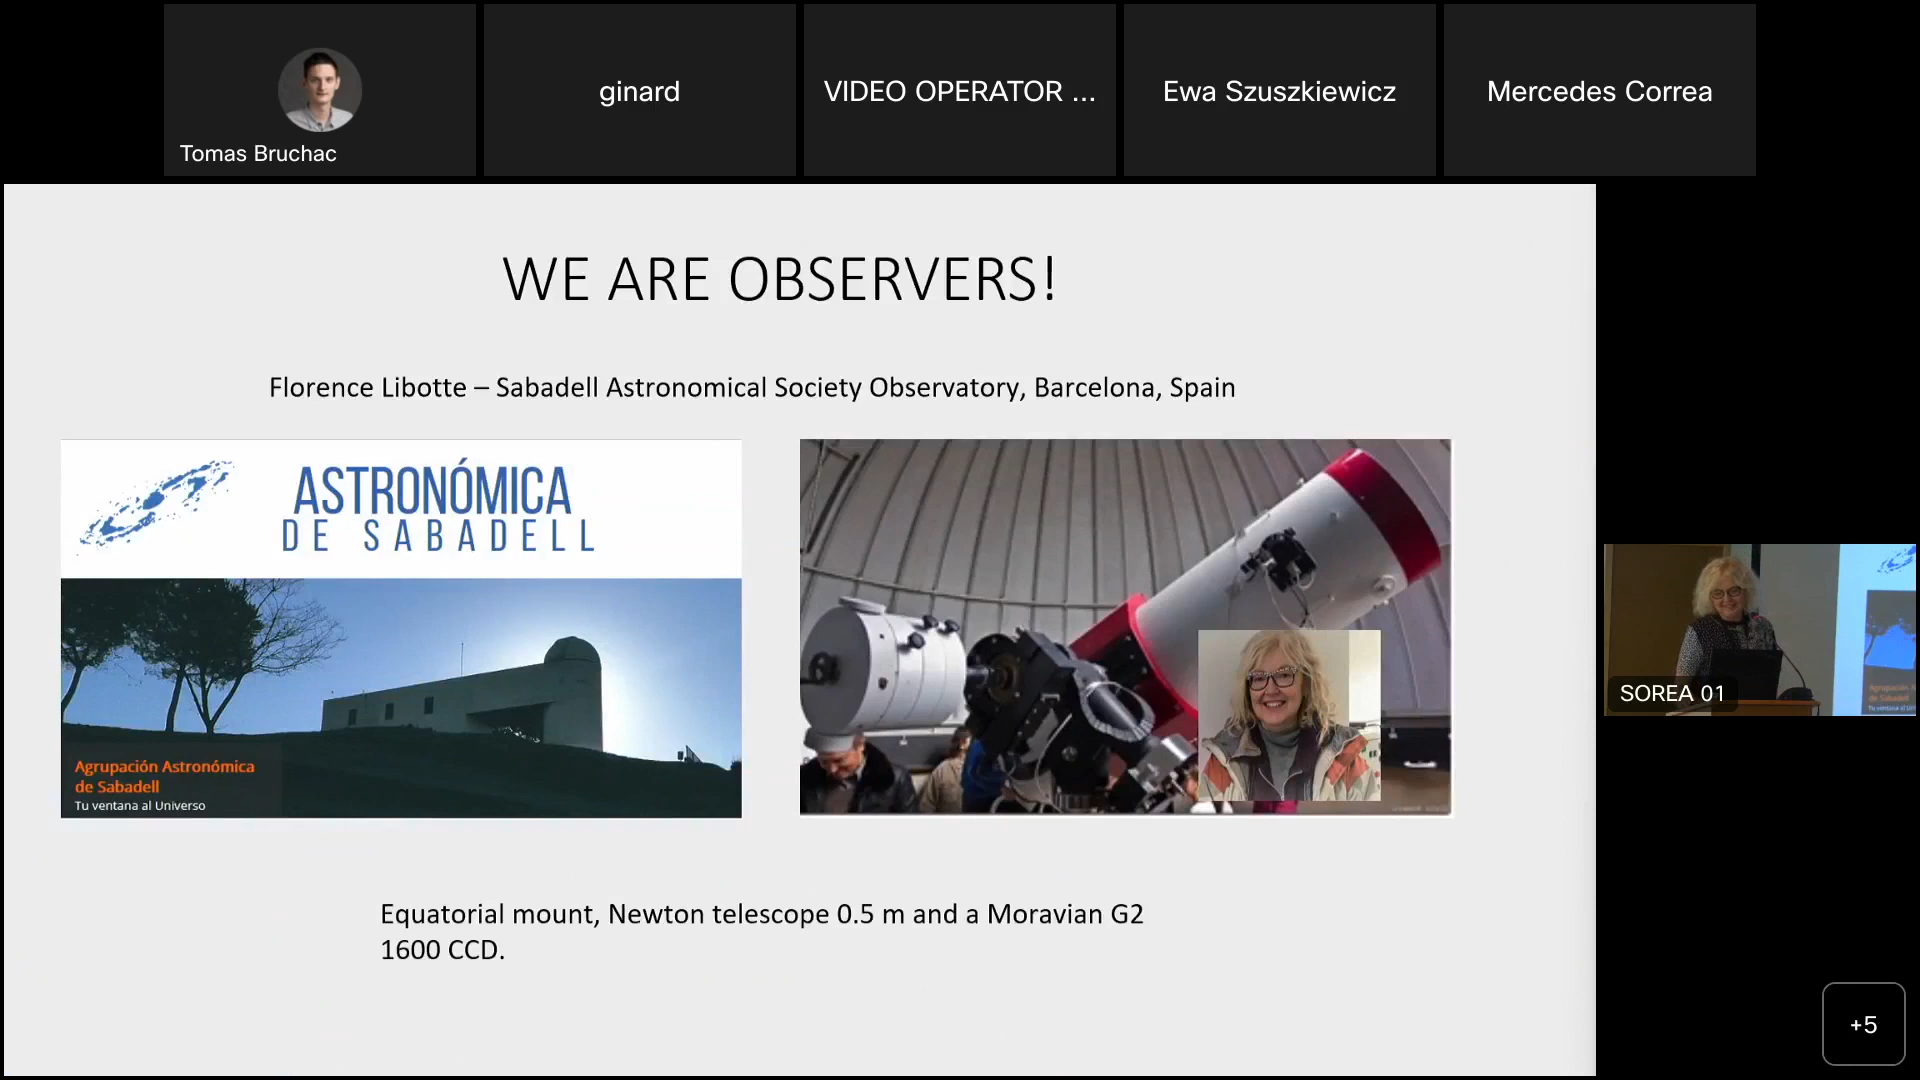 Tomas Bruchac
ginard
VIDEO OPERATOR ...
Ewa Szuszkiewicz
Mercedes Correa
WE ARE OBSERVERS!
Florence Libotte – Sabadell Astronomical Society Observatory, Barcelona, Spain
ASTRONÓMICA
DE SABADELL
Agrupación Astronómica
de Sabadell
Tu ventana al Universo
Equatorial mount, Newton telescope 0.5 m and a Moravian G2
1600 CCD.
SOREA 01
+5